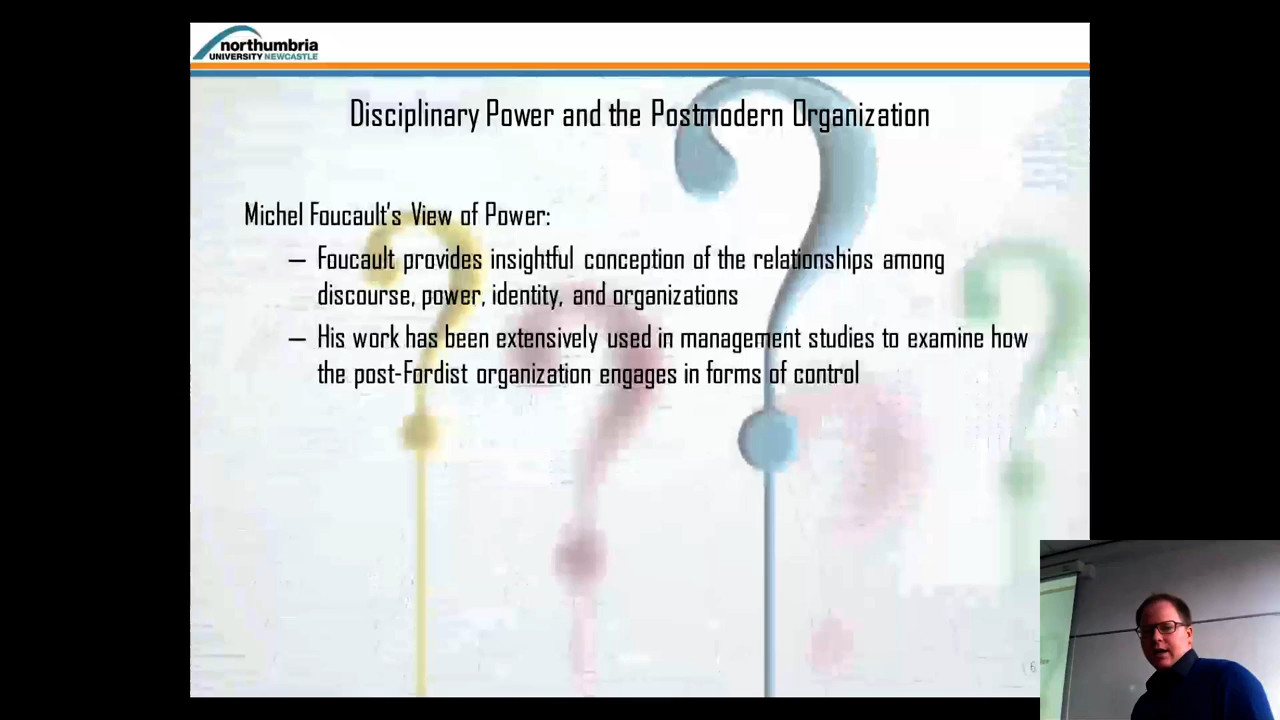 northumbria
UNIVERSITY NEWCASTLE
Disciplinary Power and the Postmodern Organization
Michel Foucault's View of Power:
– Foucault provides insightful conception of the relationships among
discourse, power, identity, and organizations
– His work has been extensively used in management studies to examine how
the post-Fordist organization engages in forms of control
6